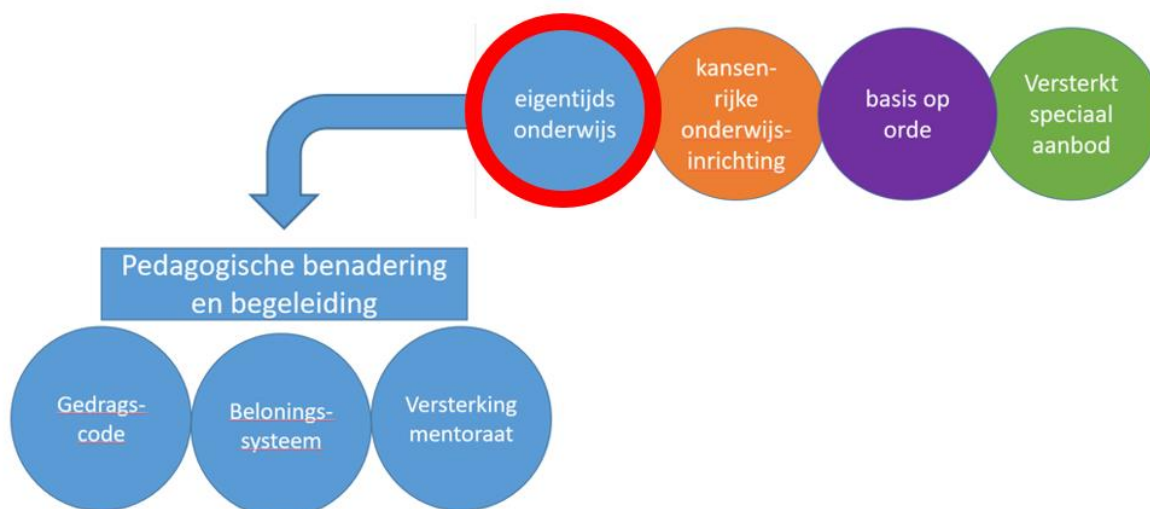 eigentijds
onderwijs
kansen-
rijke
onderwijs-
inrichting
basis op
orde
Versterkt
speciaal
aanbod
Pedagogische benadering
en begeleiding
Gedrags-
code
Belonings-
systeem
Versterking
mentoraat